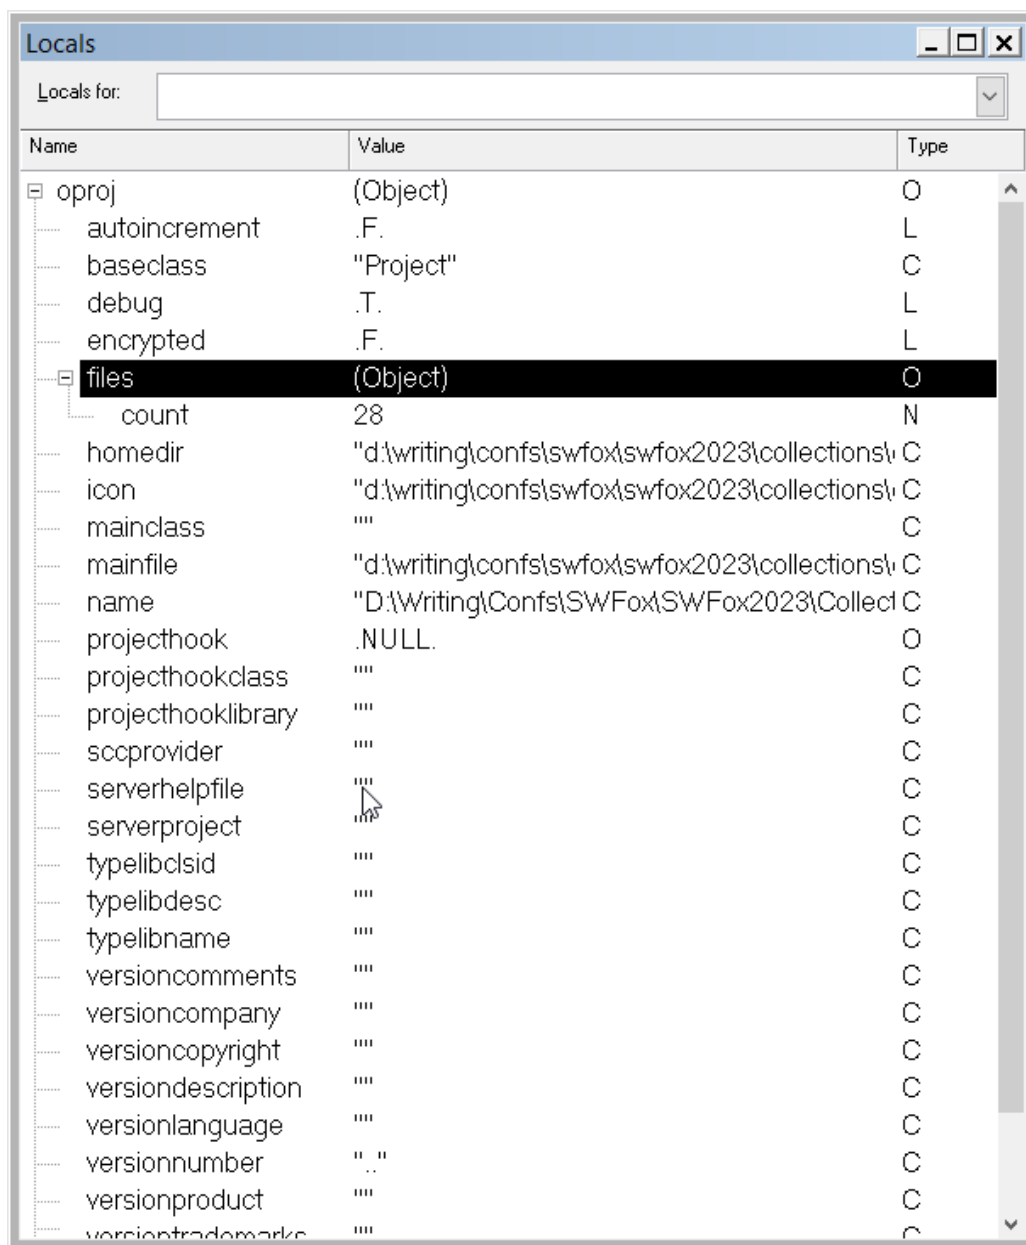 Locals
Locals for:
Name Value Type
oproj (Object) O
autoincrement .F. L
baseclass "Project" C
debug .T. L
encrypted .F. L
files (Object) O
count 28 N
homedir "d:\writing\confs\swfox\swfox2023\collections\ C
icon "d:\writing\confs\swfox\swfox2023\collections\ C
mainclass "" C
mainfile "d:\writing\confs\swfox\swfox2023\collections\ C
name "D:\Writing\Confs\SWFox\SWFox2023\Collect C
projecthook .NULL. O
projecthookclass "" C
projecthooklibrary "" C
sccprovider "" C
serverhelpfile "" C
serverproject "" C
typelibclsid "" C
typelibdesc "" C
typelibname "" C
versioncomments "" C
versioncompany "" C
versioncopyright "" C
versiondescription "" C
versionlanguage "" C
versionnumber ".." C
versionproduct "" C
versiontrademarks "" C